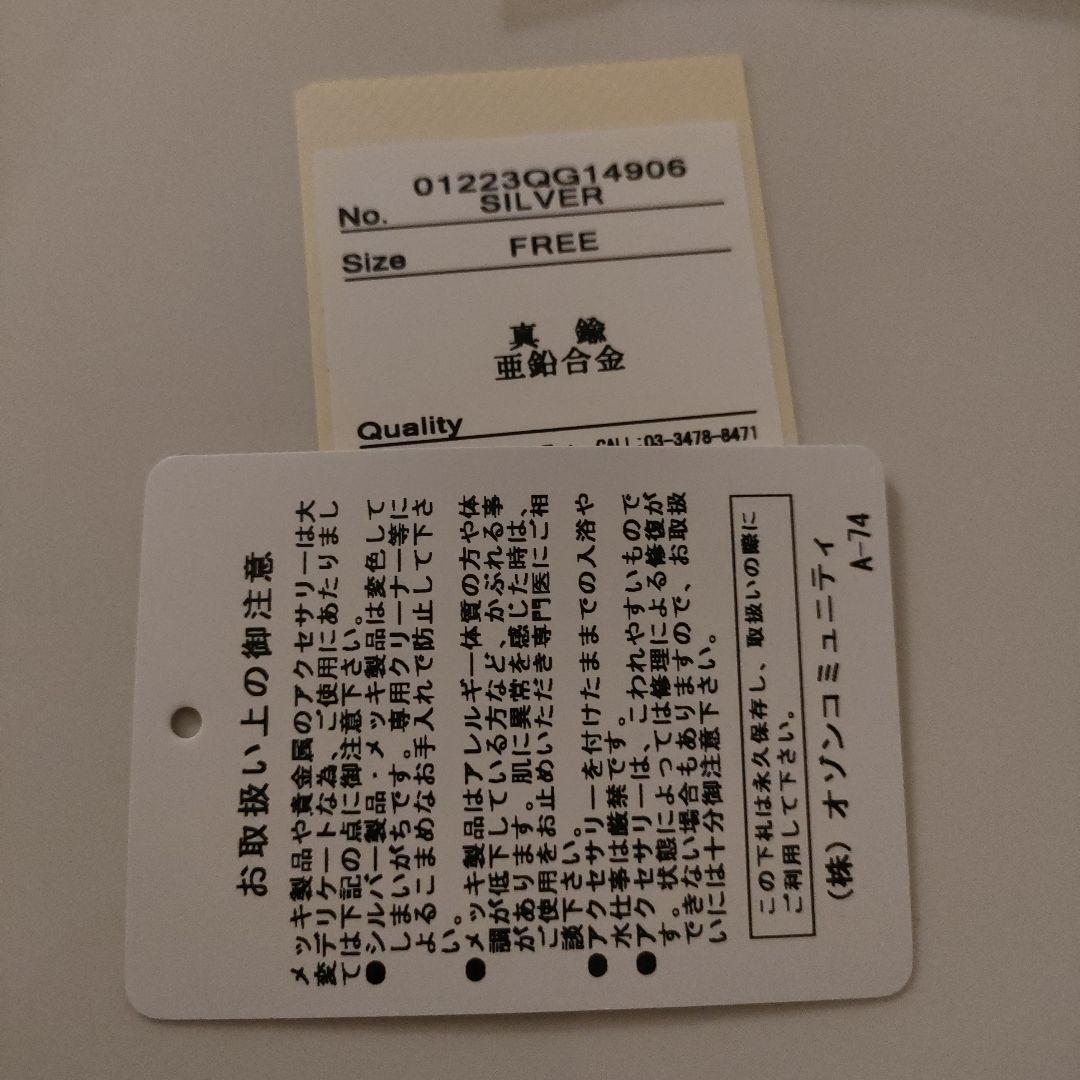 01223QG14906
No. SILVER
Size FREE
真 鍮
亜鉛合金
Quality
CALL:03-3478-8471
お取扱い上の御注意
メッキ製品や貴金属のアクセサリーは大
変デリケートな為、ご使用にあたりまし
ては下記の点に御注意下さい。
●シルバー製品・メッキ製品は変色して
しまいがちです。専用クリーナー等に
よるこまめなお手入れで防止して下さ
い。
●メッキ製品はアレルギー体質の方や体
調が低下している方など、かぶれる事
があります。肌に異常を感じた時は、
ご使用をお止めいただき専門医にご相
談下さい。
●アクセサリーを付けたままでの入浴や
水仕事は厳禁です。
●アクセサリーは、こわれやすいもので
す。状態によっては修理による修復が
できない場合もありますので、お取扱
いには十分御注意下さい。
この下札は永久保存し、取扱いの際に
ご利用して下さい。
(株)オゾンコミュニティ
A-74